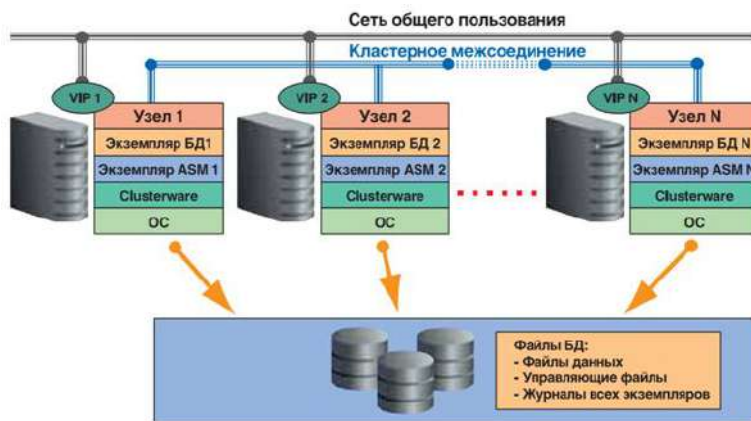 Сеть общего пользования
Кластерное межсоединение
VIP 1
VIP 2
VIP N
Узел 1
Узел 2
Узел N
Экземпляр БД1
Экземпляр БД 2
Экземпляр БД N
Экземпляр ASM 1
Экземпляр ASM 2
Экземпляр ASM N
Clusterware
Clusterware
Clusterware
ОС
ОС
ОС
Файлы БД:
- Файлы данных
- Управляющие файлы
- Журналы всех экземпляров